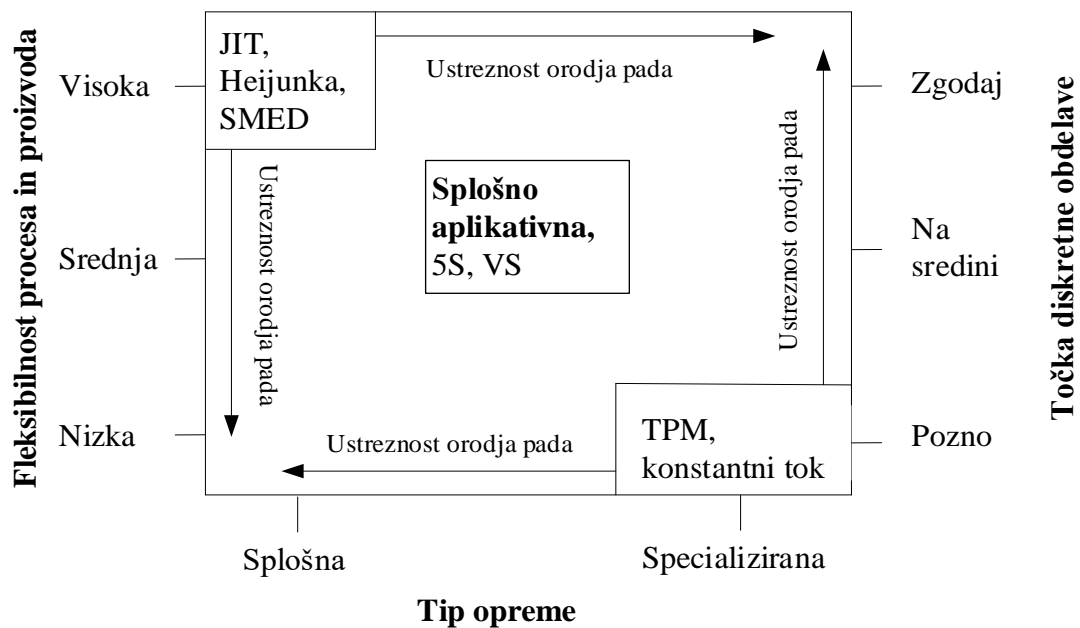 Fleksibilnost procesa in proizvoda
Visoka
Srednja
Nizka
JIT,
Heijunka,
SMED
Ustreznost orodja pada
Ustreznost orodja pada
Splošno
aplikativna,
5S, VS
Ustreznost orodja pada
Ustreznost orodja pada
TPM,
konstantni tok
Zgodaj
Na
sredini
Pozno
Točka diskretne obdelave
Splošna
Specializirana
Tip opreme